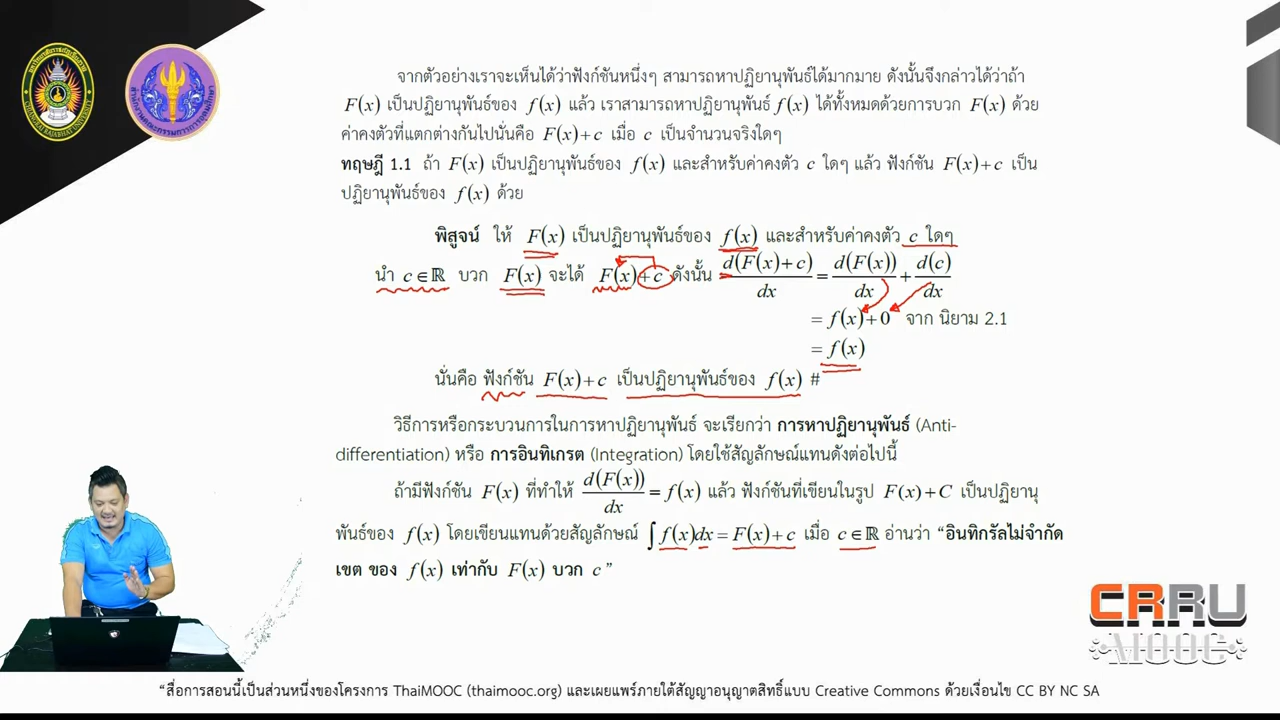 จากตัวอย่างเราจะเห็นได้ว่าฟังก์ชันหนึ่งๆ สามารถหาปฏิยานุพันธ์ได้มากมาย ดังนั้นจึงกล่าวได้ว่าถ้า
F(x) เป็นปฏิยานุพันธ์ของ f(x) แล้ว เราสามารถหาปฏิยานุพันธ์ f(x) ได้ทั้งหมดด้วยการบวก F(x) ด้วย
ค่าคงตัวที่แตกต่างกันไปนั่นคือ F(x)+c เมื่อ c เป็นจำนวนจริงใดๆ
ทฤษฎี 1.1 ถ้า F(x) เป็นปฏิยานุพันธ์ของ f(x) และสำหรับค่าคงตัว c ใดๆ แล้ว ฟังก์ชัน F(x)+c เป็น
ปฏิยานุพันธ์ของ f(x) ด้วย
พิสูจน์ ให้ F(x) เป็นปฏิยานุพันธ์ของ f(x) และสำหรับค่าคงตัว c ใดๆ
นำ c∈ℝ บวก F(x) จะได้ F(x)+c ดังนั้น d(F(x)+c)/dx = d(F(x))/dx + d(c)/dx
= f(x)+0 จาก นิยาม 2.1
= f(x)
นั่นคือ ฟังก์ชัน F(x)+c เป็นปฏิยานุพันธ์ของ f(x) #
วิธีการหรือกระบวนการในการหาปฏิยานุพันธ์ จะเรียกว่า การหาปฏิยานุพันธ์ (Anti-
differentiation) หรือ การอินทิเกรต (Integration) โดยใช้สัญลักษณ์แทนดังต่อไปนี้
ถ้ามีฟังก์ชัน F(x) ที่ทำให้ d(F(x))/dx = f(x) แล้ว ฟังก์ชันที่เขียนในรูป F(x)+C เป็นปฏิยานุ
พันธ์ของ f(x) โดยเขียนแทนด้วยสัญลักษณ์ ∫f(x)dx = F(x)+c เมื่อ c∈ℝ อ่านว่า “อินทิกรัลไม่จำกัด
เขต ของ f(x) เท่ากับ F(x) บวก c”
CRRU
MOOC
“สื่อการสอนนี้เป็นส่วนหนึ่งของโครงการ ThaiMOOC (thaimooc.org) และเผยแพร่ภายใต้สัญญาอนุญาตสิทธิ์แบบ Creative Commons ด้วยเงื่อนไข CC BY NC SA